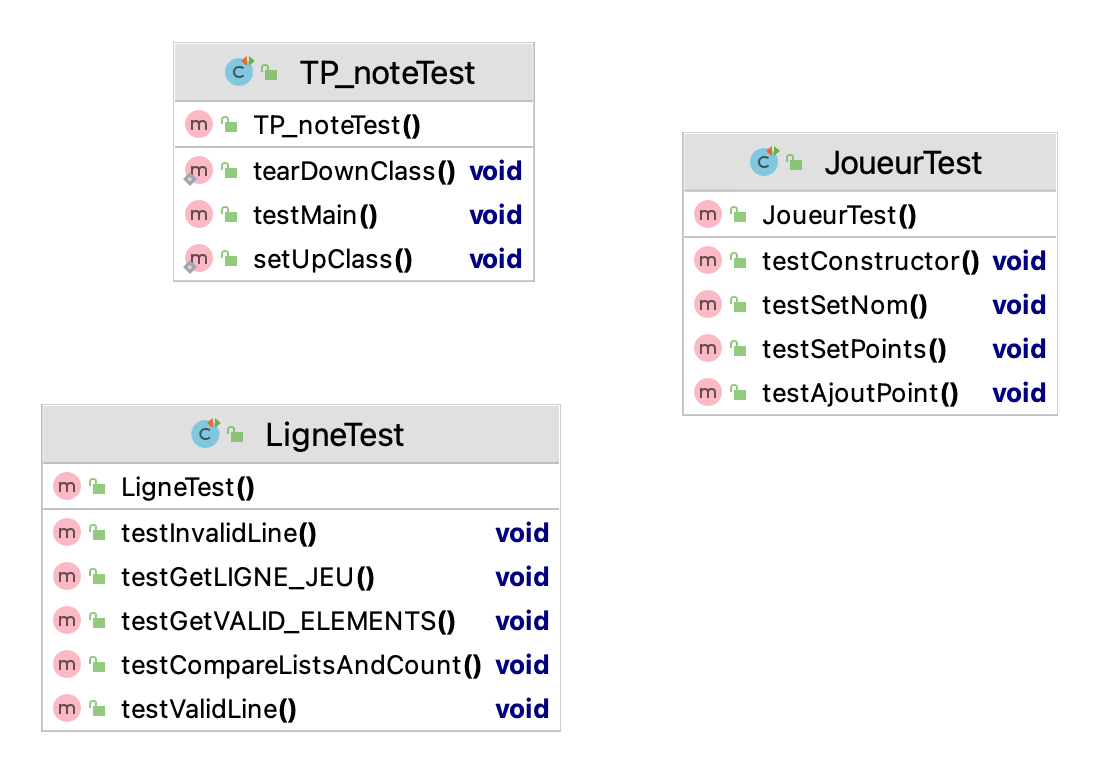 TP_noteTest
TP_noteTest()
tearDownClass() void
testMain() void
setUpClass() void
JoueurTest
JoueurTest()
testConstructor() void
testSetNom() void
testSetPoints() void
testAjoutPoint() void
LigneTest
LigneTest()
testInvalidLine() void
testGetLIGNE_JEU() void
testGetVALID_ELEMENTS() void
testCompareListsAndCount() void
testValidLine() void